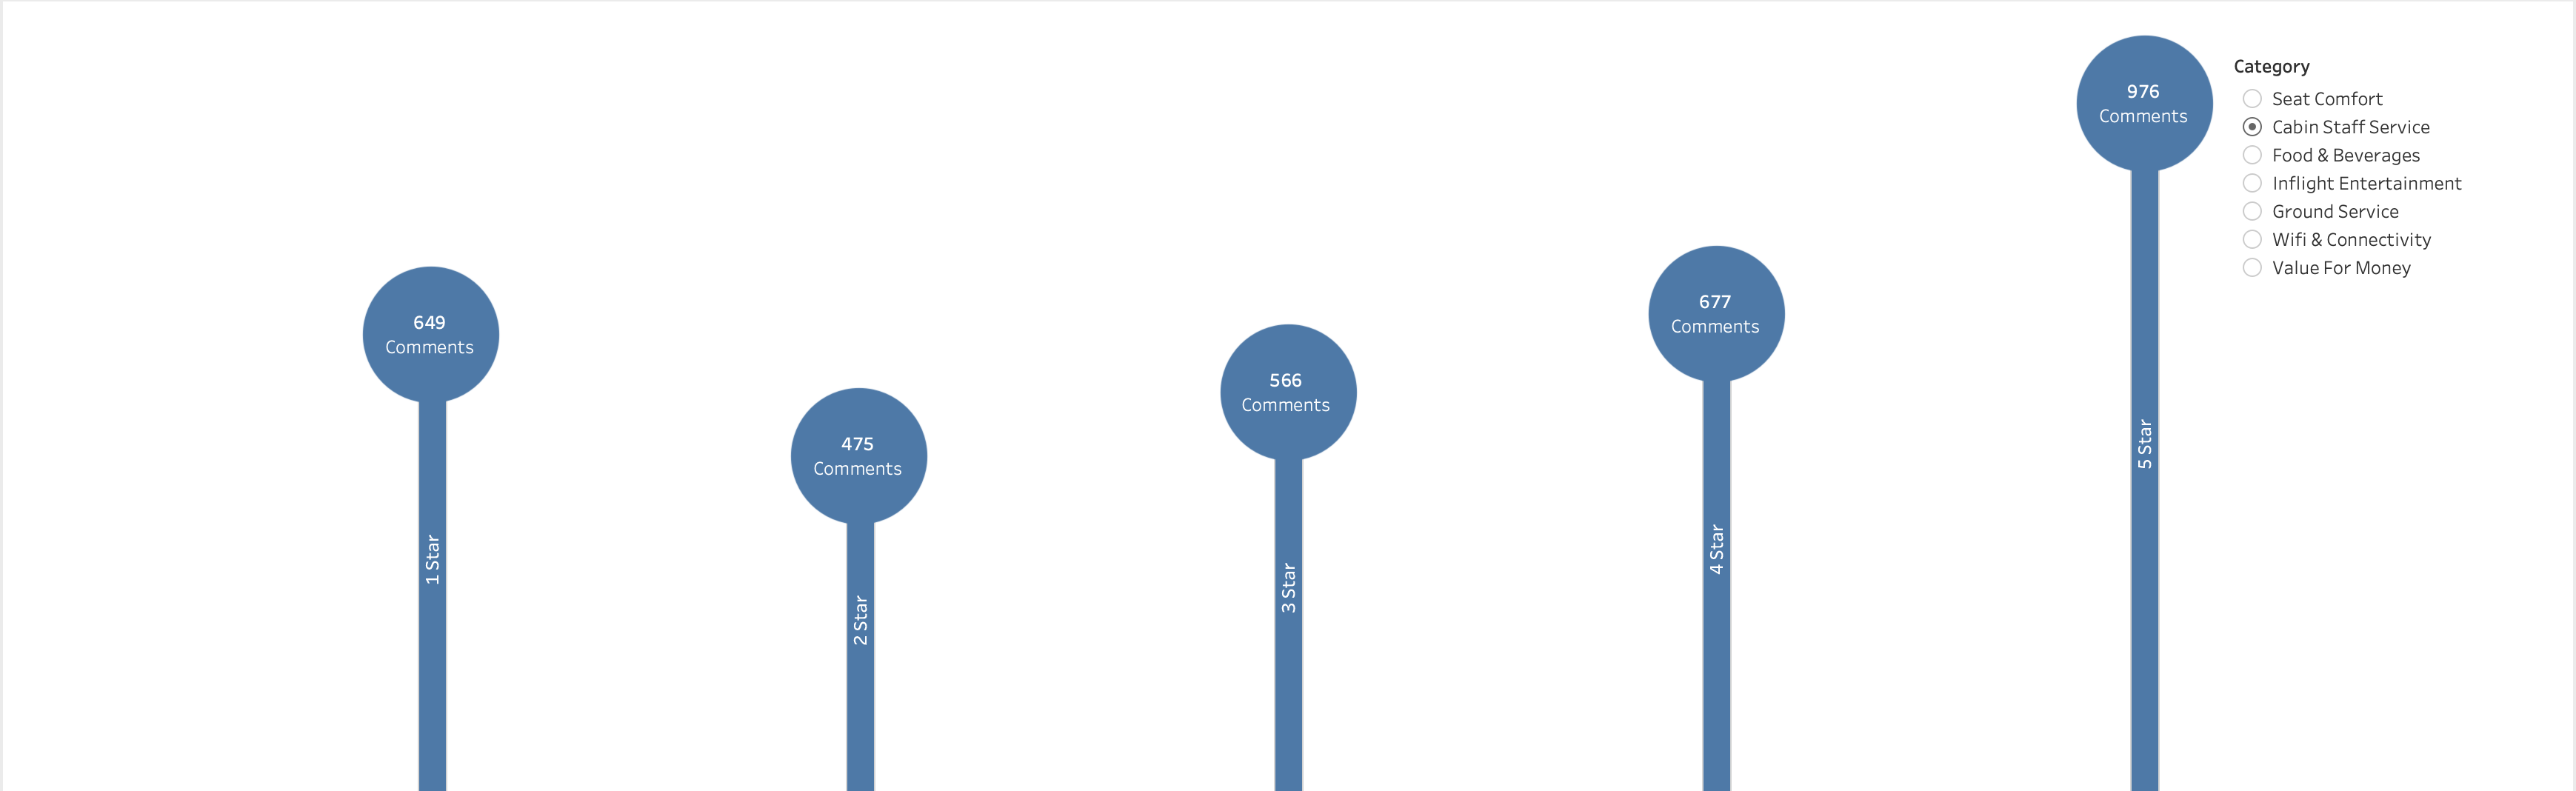 649
Comments
1 Star
475
Comments
2 Star
566
Comments
3 Star
677
Comments
4 Star
976
Comments
5 Star
Category
Seat Comfort
Cabin Staff Service
Food & Beverages
Inflight Entertainment
Ground Service
Wifi & Connectivity
Value For Money